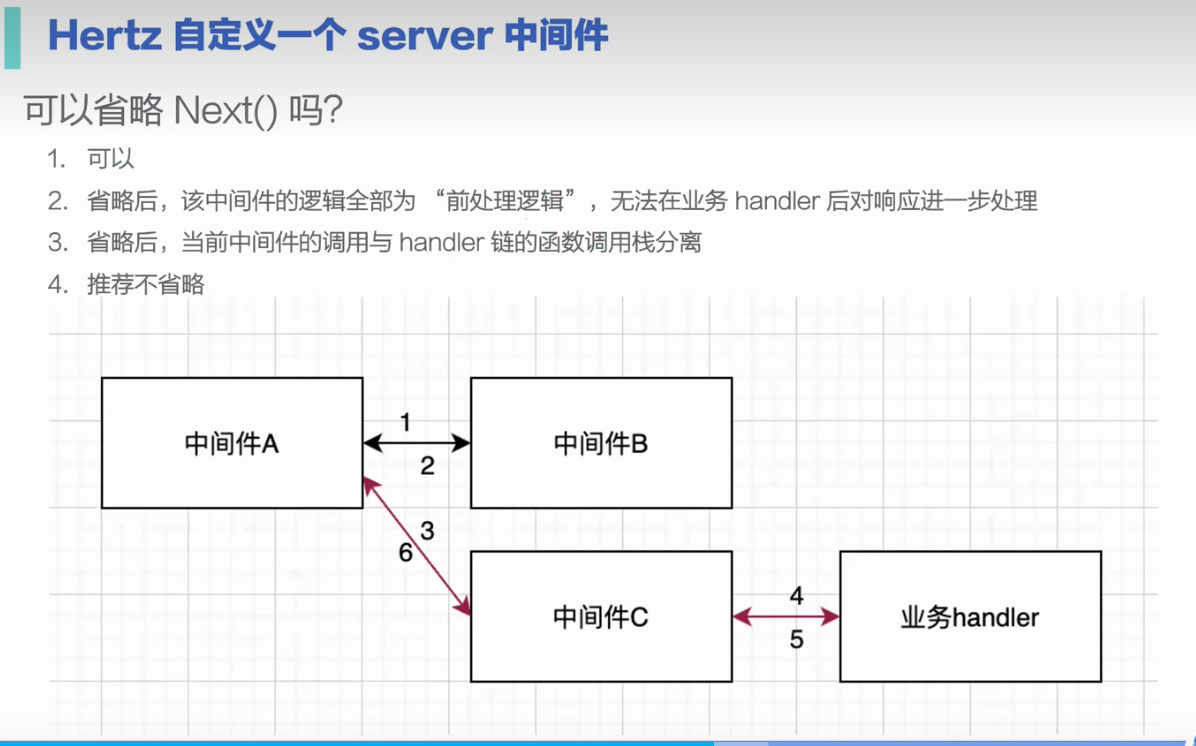 Hertz 自定义一个 server 中间件
可以省略 Next() 吗?
1. 可以
2. 省略后，该中间件的逻辑全部为 “前处理逻辑”，无法在业务 handler 后对响应进一步处理
3. 省略后，当前中间件的调用与 handler 链的函数调用栈分离
4. 推荐不省略
中间件A
1
2
中间件B
3
6
中间件C
4
5
业务handler